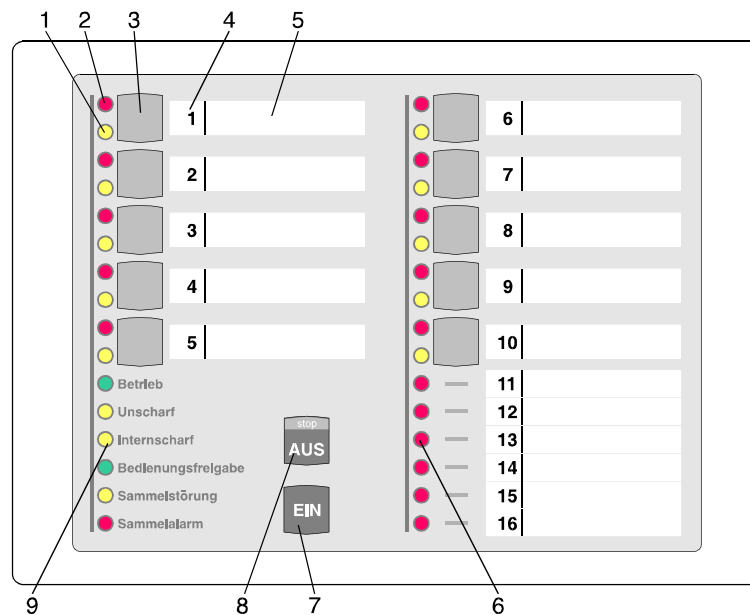 1 2 3 4 5
1
2
3
4
5
Betrieb
Unscharf
Internscharf
Bedienungsfreigabe
Sammelstörung
Sammelalarm
stop
AUS
EIN
6
7
8
9
10
11
12
13
14
15
16
9 8 7 6